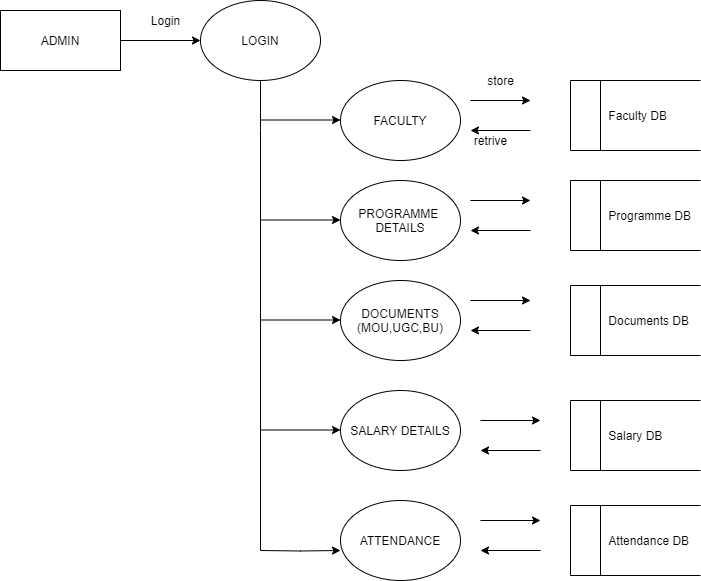 Login
ADMIN
LOGIN
store
FACULTY
Faculty DB
retrive
PROGRAMME
DETAILS
Programme DB
DOCUMENTS
(MOU,UGC,BU)
Documents DB
SALARY DETAILS
Salary DB
ATTENDANCE
Attendance DB